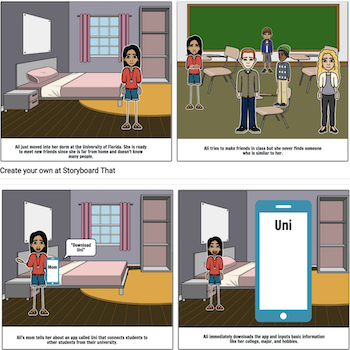 Ali just moved into her dorm at the University of Florida. She is ready
to meet new friends since she is far from home and doesn't know
many people.
Ali tries to make friends in class but she never finds someone
who is similar to her.
Create your own at Storyboard That
"Download
Uni"
Mom
Ali's mom tells her about an app called Uni that connects students to
other students from their university.
Uni
Ali immediately downloads the app and inputs basic information
like her college, major, and hobbies.